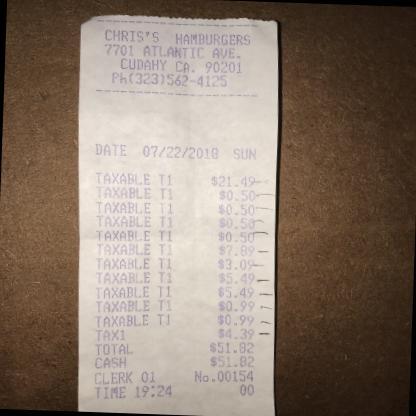 CHRIS'S HAMBURGERS
7701 ATLANTIC AVE.
CUDAHY CA. 90201
Ph(323)562-4125
DATE 07/22/2018 SUN
TAXABLE T1 $21.49
TAXABLE T1 $0.50
TAXABLE T1 $0.50
TAXABLE T1 $0.50
TAXABLE T1 $0.50
TAXABLE T1 $7.89
TAXABLE T1 $3.09
TAXABLE T1 $5.49
TAXABLE T1 $5.49
TAXABLE T1 $0.99
TAXABLE T1 $0.99
TAX1 $4.39
TOTAL $51.82
CASH $51.82
CLERK 01 No.00154
TIME 19:24 00